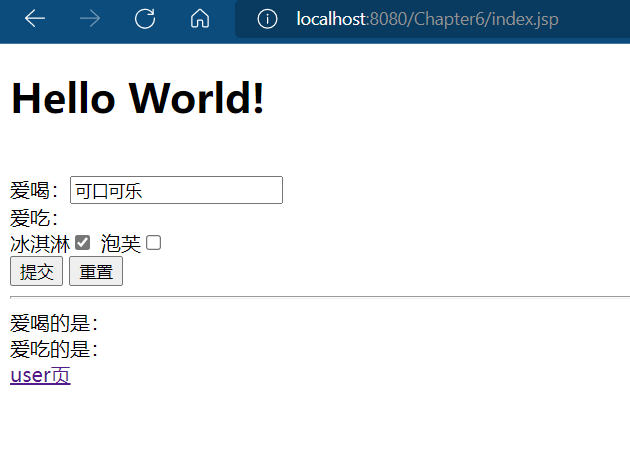 localhost:8080/Chapter6/index.jsp
Hello World!
爱喝：可口可乐
爱吃：
冰淇淋 泡芙
提交 重置
爱喝的是：
爱吃的是：
user页